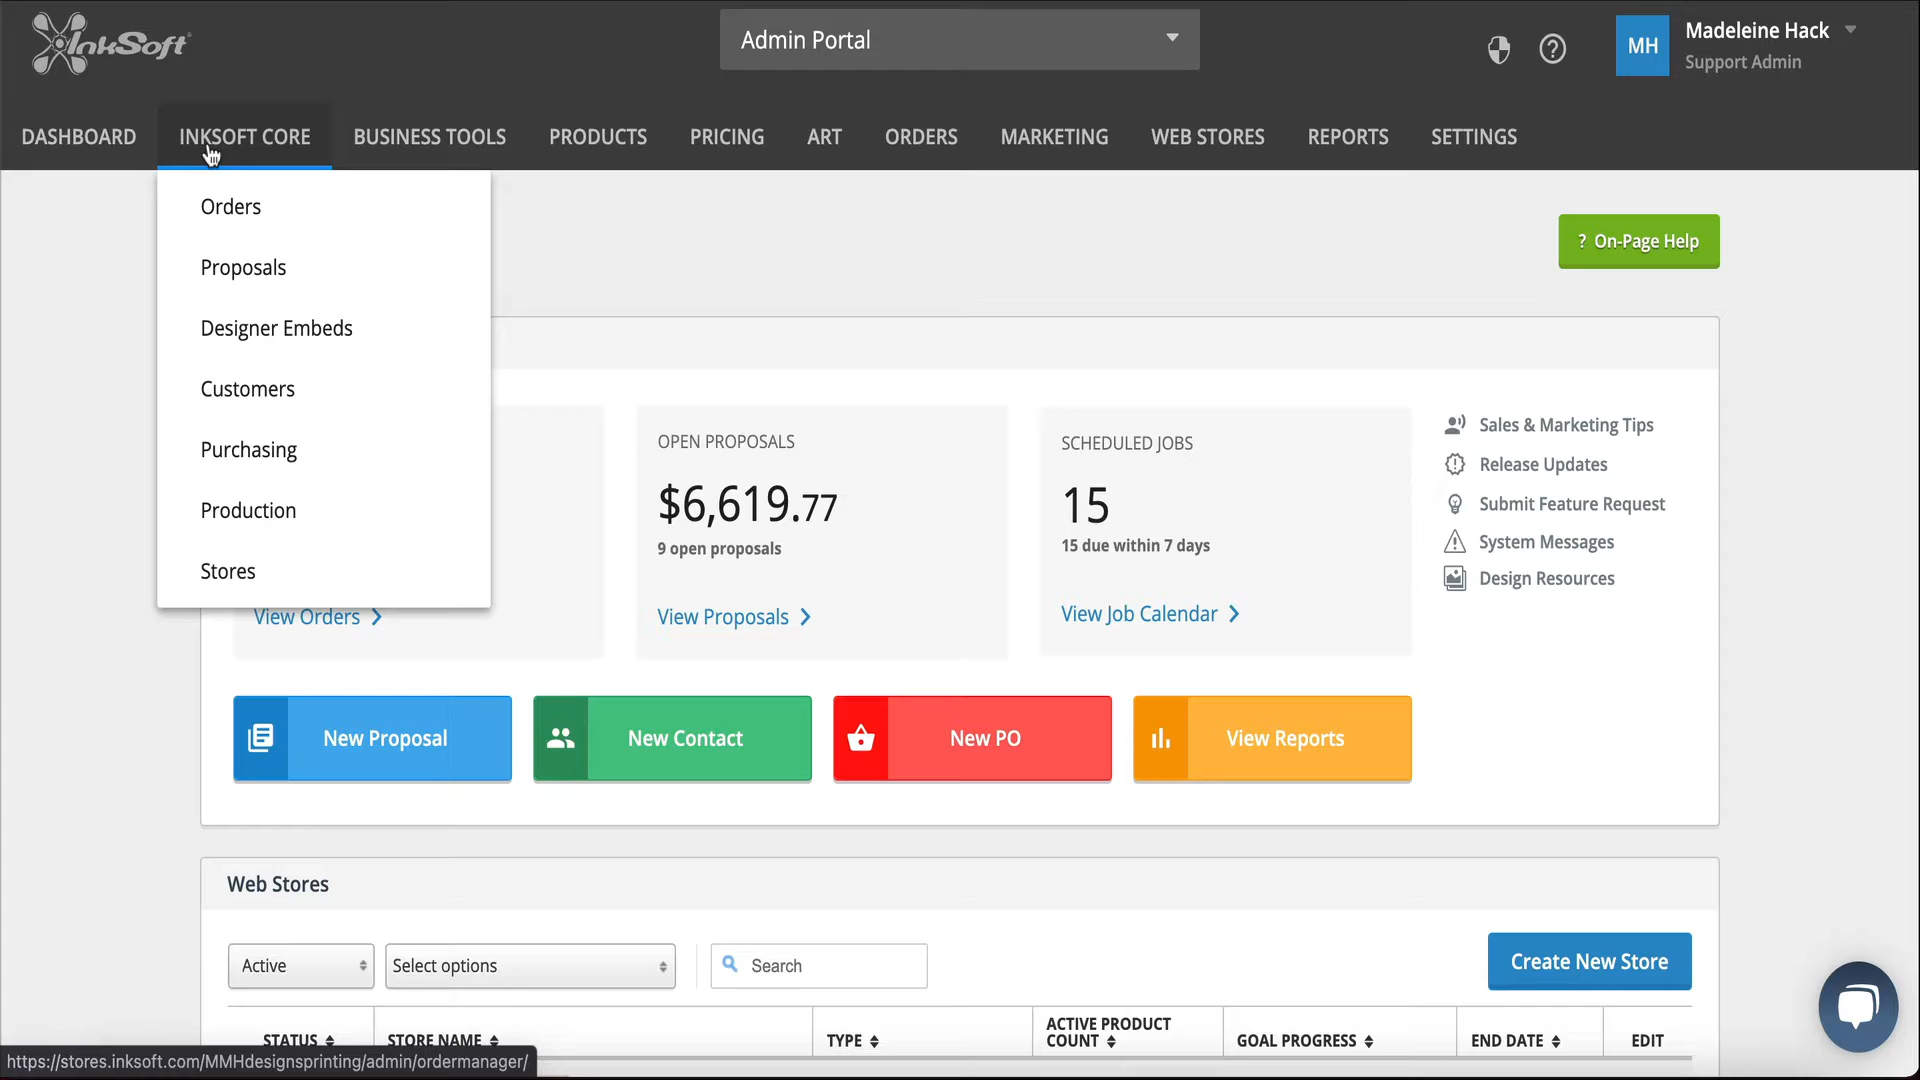 InkSoft
Admin Portal
MH
Madeleine Hack
Support Admin
DASHBOARD
INKSOFT CORE
BUSINESS TOOLS
PRODUCTS
PRICING
ART
ORDERS
MARKETING
WEB STORES
REPORTS
SETTINGS
Orders
Proposals
Designer Embeds
Customers
Purchasing
Production
Stores
? On-Page Help
View Orders
OPEN PROPOSALS
$6,619.77
9 open proposals
View Proposals
SCHEDULED JOBS
15
15 due within 7 days
View Job Calendar
Sales & Marketing Tips
Release Updates
Submit Feature Request
System Messages
Design Resources
New Proposal
New Contact
New PO
View Reports
Web Stores
Active
Select options
Search
Create New Store
STATUS
STORE NAME
TYPE
ACTIVE PRODUCT
COUNT
GOAL PROGRESS
END DATE
EDIT
https://stores.inksoft.com/MMHdesignsprinting/admin/ordermanager/